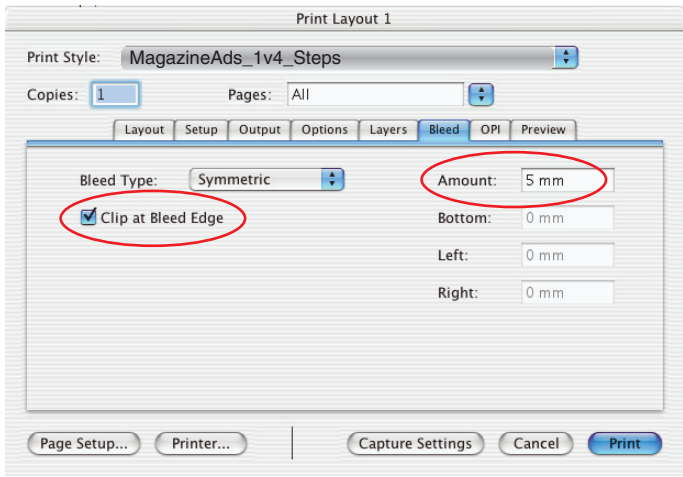 Print Layout 1
Print Style: MagazineAds_1v4_Steps
Copies: 1 Pages: All
Layout Setup Output Options Layers Bleed OPI Preview
Bleed Type: Symmetric Amount: 5 mm
Clip at Bleed Edge Bottom: 0 mm
Left: 0 mm
Right: 0 mm
Page Setup... Printer... Capture Settings Cancel Print